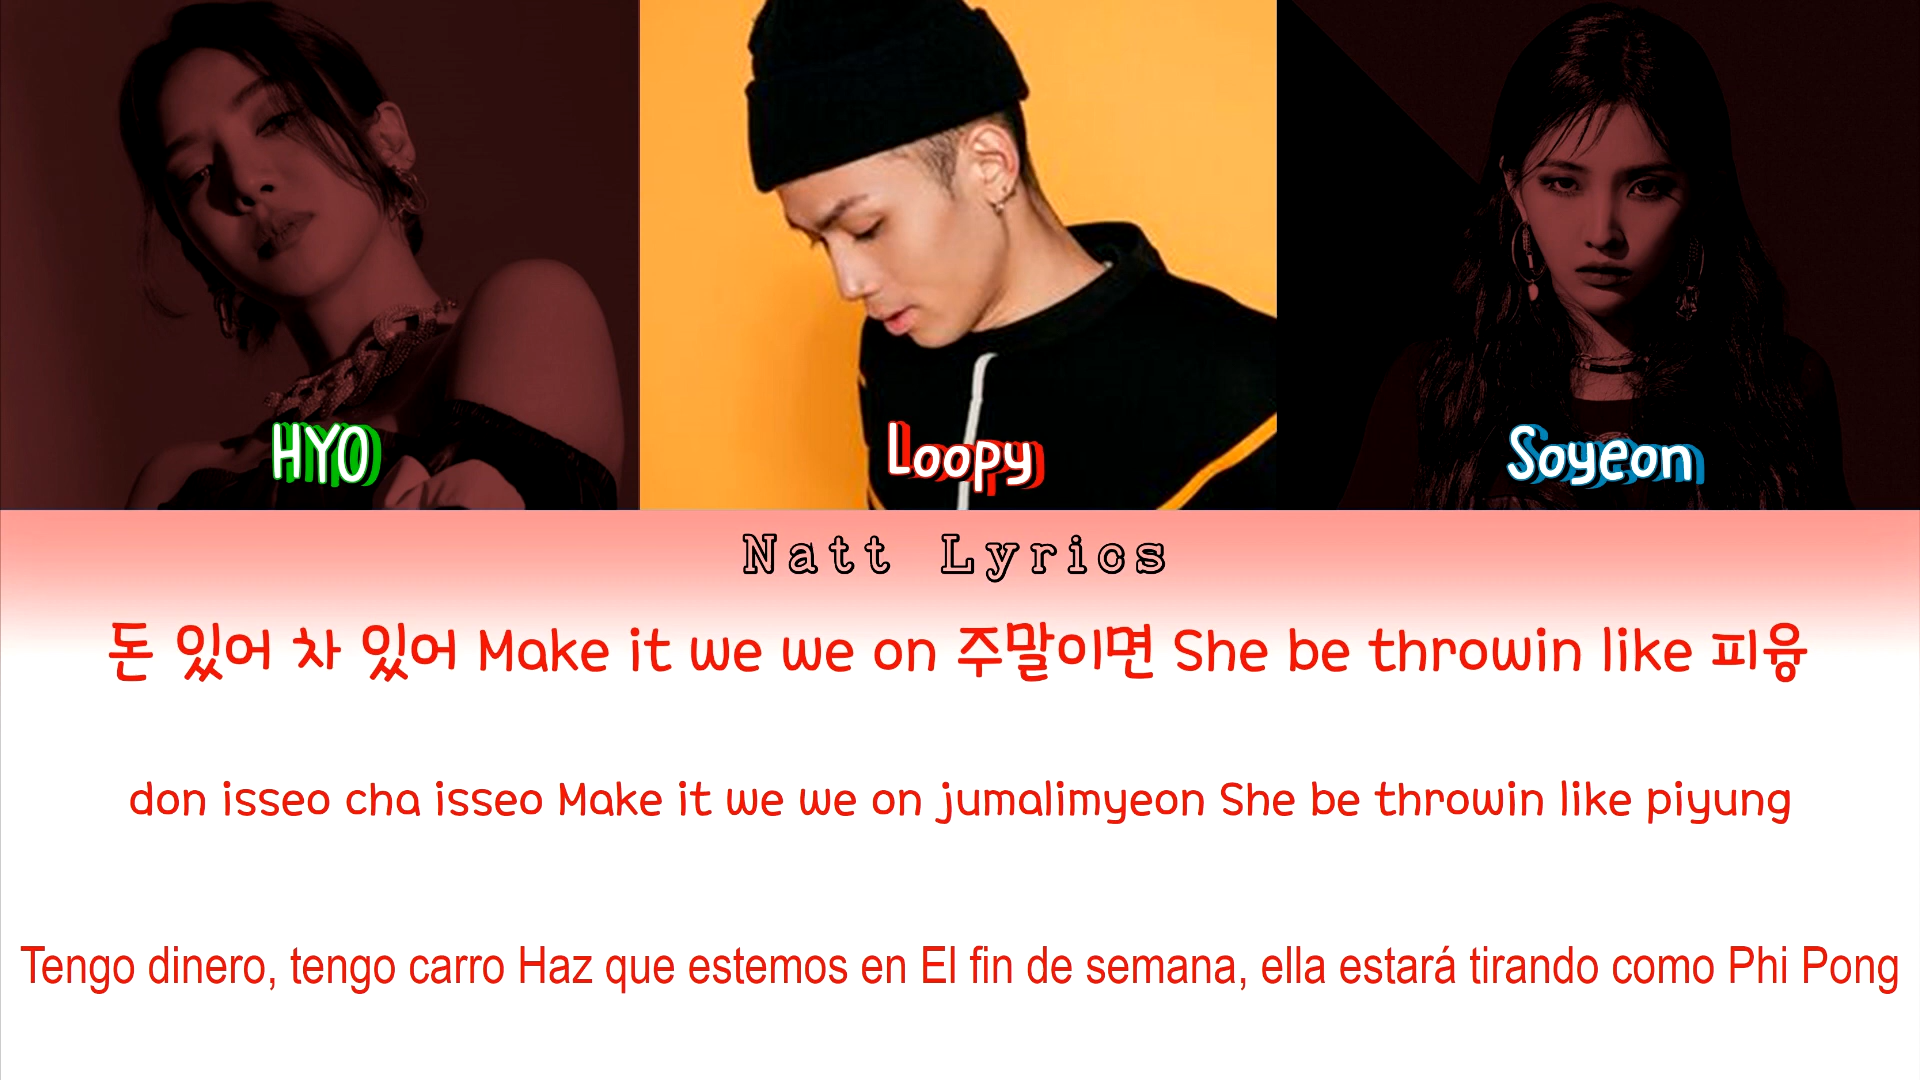 HYO
Loopy
Soyeon
Natt Lyrics
돈 있어 차 있어 Make it we we on 주말이면 She be throwin like 피융
don isseo cha isseo Make it we we on jumalimyeon She be throwin like piyung
Tengo dinero, tengo carro Haz que estemos en El fin de semana, ella estará tirando como Phi Pong